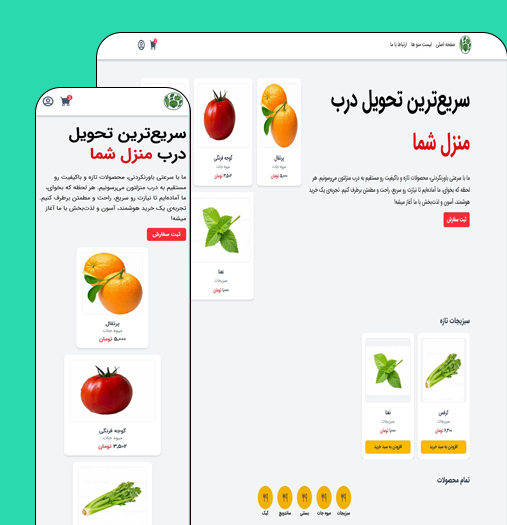 صفحه اصلی لیست منو ها ارتباط با ما
سریع‌ترین تحویل درب
منزل شما
ما با سرعتی باورنکردنی، محصولات تازه و باکیفیت رو مستقیم به درب منزلتون می‌رسونیم. هر
لحظه که بخوای، ما آماده‌ایم تا نیازت رو سریع، راحت و مطمئن برطرف کنیم. تجربه‌ی یک خرید
هوشمند، آسون و لذت‌بخش با ما آغاز میشه!
ثبت سفارش
پرتقال
میوه جات
۵,۰۰۰ تومان
گوجه فرنگی
میوه جات
۳,۵۰۲ تومان
نعنا
سبزیجات
تومان
سبزیجات تازه
کرفس
سبزیجات
تومان
افزودن به سبد خرید
نعنا
سبزیجات
تومان
افزودن به سبد خرید
تمام محصولات
سبزیجات
میوه جات
بستنی
ساندویچ
کیک
سریع‌ترین تحویل
درب منزل شما
ما با سرعتی باورنکردنی، محصولات تازه و باکیفیت رو
مستقیم به درب منزلتون می‌رسونیم. هر لحظه که بخوای،
ما آماده‌ایم تا نیازت رو سریع، راحت و مطمئن برطرف کنیم.
تجربه‌ی یک خرید هوشمند، آسون و لذت‌بخش با ما آغاز
میشه!
ثبت سفارش
پرتقال
میوه جات
۵,۰۰۰ تومان
گوجه فرنگی
میوه جات
۳,۵۰۲ تومان